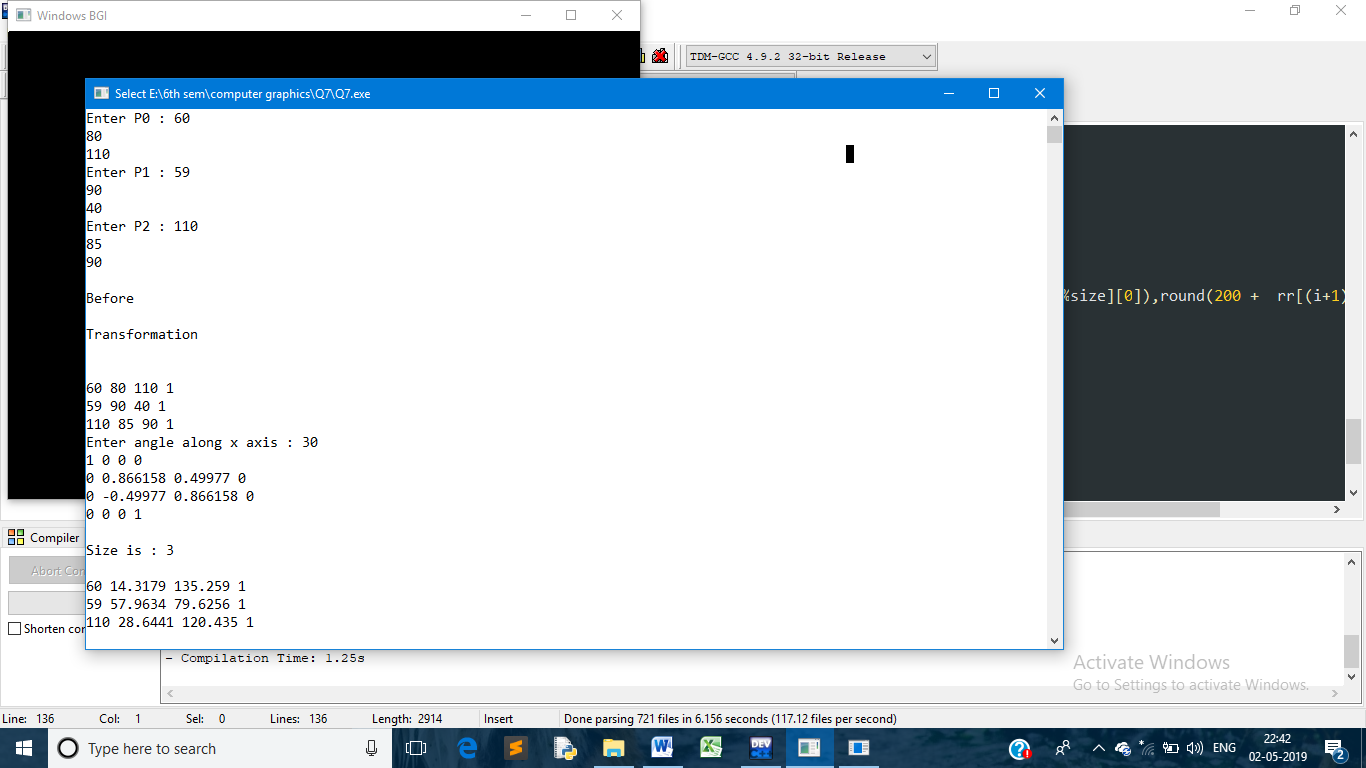 Windows BGI
TDM-GCC 4.9.2 32-bit Release
Select E:\6th sem\computer graphics\Q7\Q7.exe
Enter P0 : 60
80
110
Enter P1 : 59
90
40
Enter P2 : 110
85
90
Before
Transformation
60 80 110 1
59 90 40 1
110 85 90 1
Enter angle along x axis : 30
1 0 0 0
0 0.866158 0.49977 0
0 -0.49977 0.866158 0
0 0 0 1
Size is : 3
60 14.3179 135.259 1
59 57.9634 79.6256 1
110 28.6441 120.435 1
%size][0]),round(200 +  rr[(i+1)
Compiler
Abort Con
Shorten cor
- Compilation Time: 1.25s
Activate Windows
Go to Settings to activate Windows.
Line: 136 Col: 1 Sel: 0 Lines: 136 Length: 2914 Insert Done parsing 721 files in 6.156 seconds (117.12 files per second)
Type here to search
DEV
ENG
22:42
02-05-2019
2